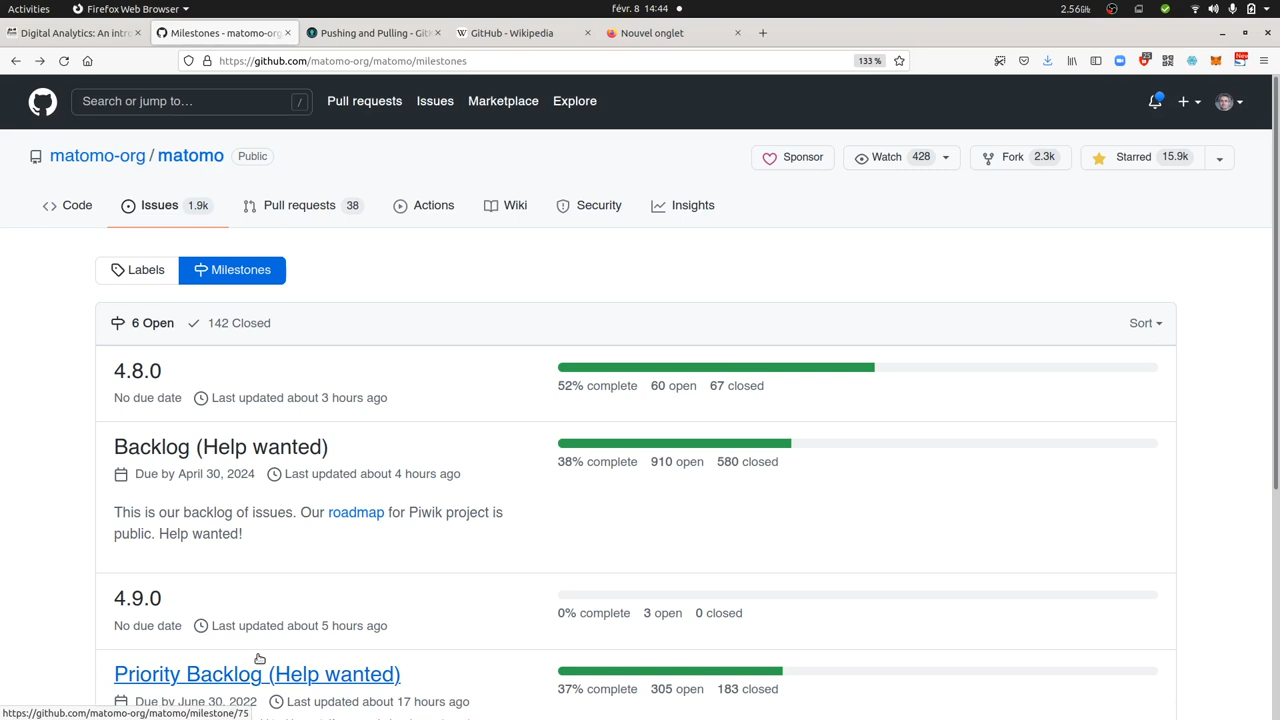 Activities Firefox Web Browser févr. 8 14:44 2.56GHz
Digital Analytics: An intr Milestones - matomo-org Pushing and Pulling - Git GitHub - Wikipedia Nouvel onglet
https://github.com/matomo-org/matomo/milestones 133 % 25 New
Search or jump to… / Pull requests Issues Marketplace Explore
matomo-org / matomo Public Sponsor Watch 428 Fork 2.3k Starred 15.9k
Code Issues 1.9k Pull requests 38 Actions Wiki Security Insights
Labels Milestones
6 Open 142 Closed Sort
4.8.0
No due date Last updated about 3 hours ago
52% complete 60 open 67 closed
Backlog (Help wanted)
Due by April 30, 2024 Last updated about 4 hours ago
38% complete 910 open 580 closed
This is our backlog of issues. Our roadmap for Piwik project is
public. Help wanted!
4.9.0
No due date Last updated about 5 hours ago
0% complete 3 open 0 closed
Priority Backlog (Help wanted)
Due by June 30, 2022 Last updated about 17 hours ago
37% complete 305 open 183 closed
https://github.com/matomo-org/matomo/milestone/75